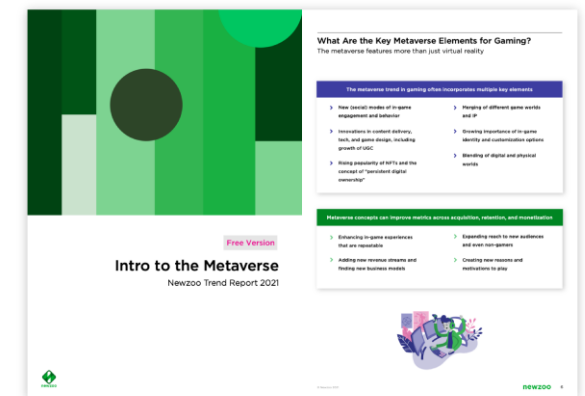 Free Version
Intro to the Metaverse
Newzoo Trend Report 2021
newzoo
What Are the Key Metaverse Elements for Gaming?
The metaverse features more than just virtual reality
The metaverse trend in gaming often incorporates multiple key elements
> New (social) modes of in-game
engagement and behavior
> Innovations in content delivery,
tech, and game design, including
growth of UGC
> Rising popularity of NFTs and the
concept of "persistent digital
ownership"
> Merging of different game worlds
and IP
> Growing importance of in-game
identity and customization options
> Blending of digital and physical
worlds
Metaverse concepts can improve metrics across acquisition, retention, and monetization
> Enhancing in-game experiences
that are repeatable
> Adding new revenue streams and
finding new business models
> Expanding reach to new audiences
and even non-gamers
> Creating new reasons and
motivations to play
newzoo